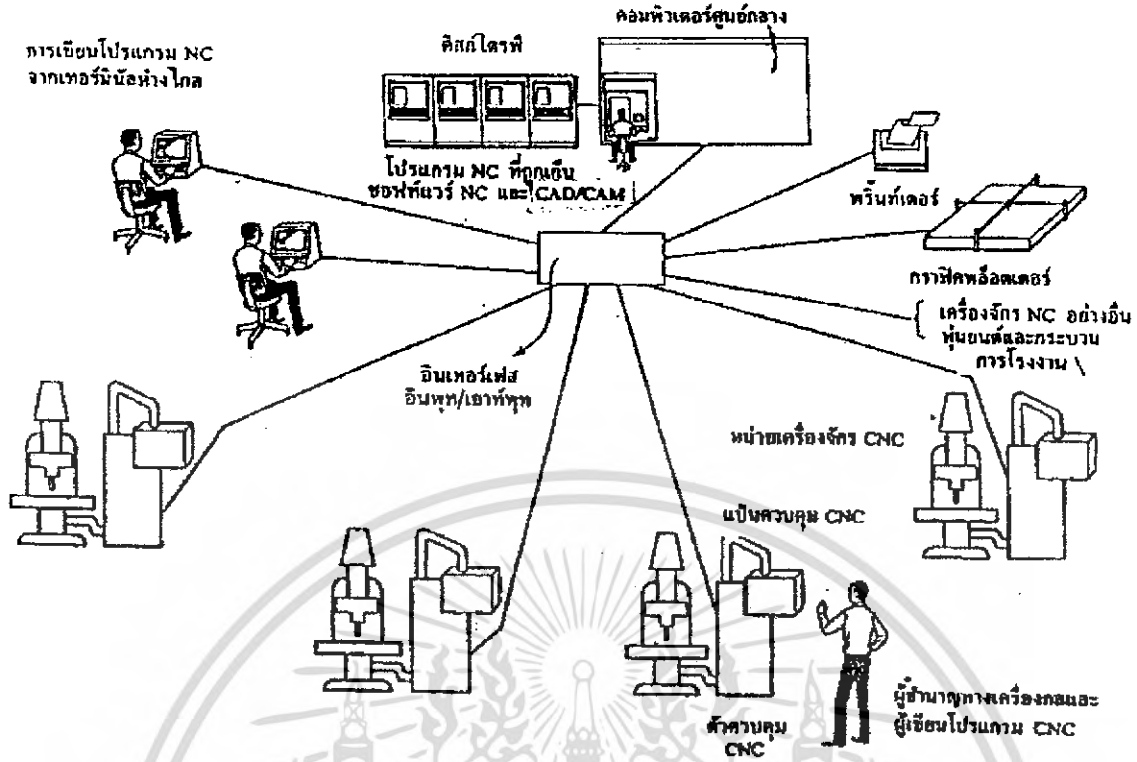 คอมพิวเตอร์ศูนย์กลาง
การเขียนโปรแกรม NC
จากเทอร์มินัลห่างไกล
ดิสก์ไดรฟ์
โปรแกรม NC ที่ถูกเก็บ
ซอฟท์แวร์ NC และ CAD/CAM
พริ้นท์เตอร์
กราฟิคพล็อตเตอร์
เครื่องจักร NC อย่างอื่น
หุ่นยนต์และกระบวน
การโรงงาน
อินเทอร์เฟส
อินพุท/เอาท์พุท
หน่ายเครื่องจักร CNC
แป้นควบคุม CNC
ผู้ชำนาญทางเครื่องกลและ
ผู้เขียนโปรแกรม CNC
ตัวควบคุม
CNC